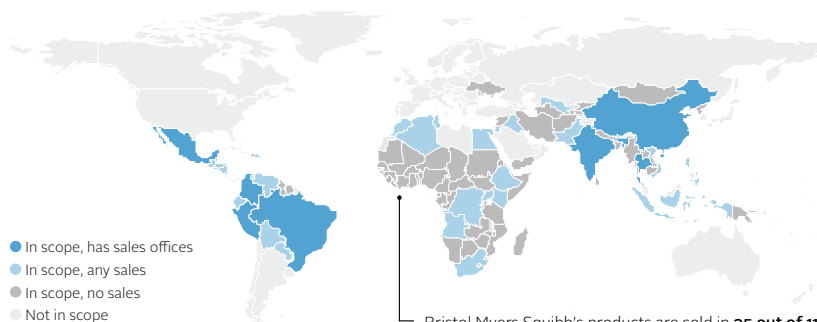 In scope, has sales offices
In scope, any sales
In scope, no sales
Not in scope
Bristol Myers Squibb's products are sold in 35 out of